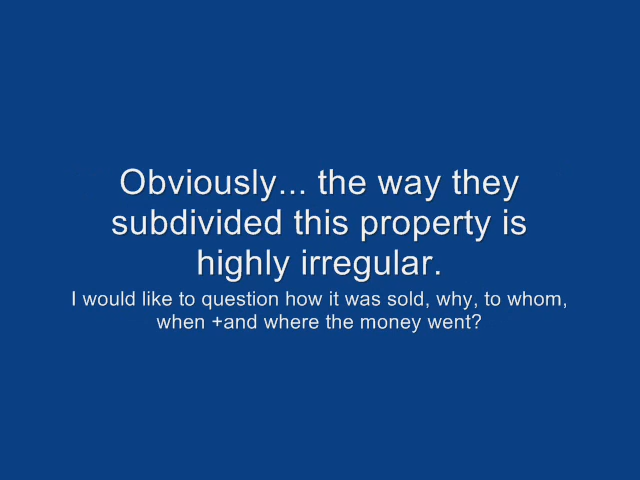 Obviously... the way they
subdivided this property is
highly irregular.
I would like to question how it was sold, why, to whom,
when +and where the money went?